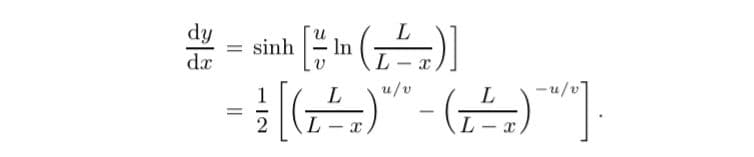 dy/dx = sinh [u/v ln (L/(L − x))]
= 1/2 [(L/(L − x))^{u/v} − (L/(L − x))^{−u/v}].